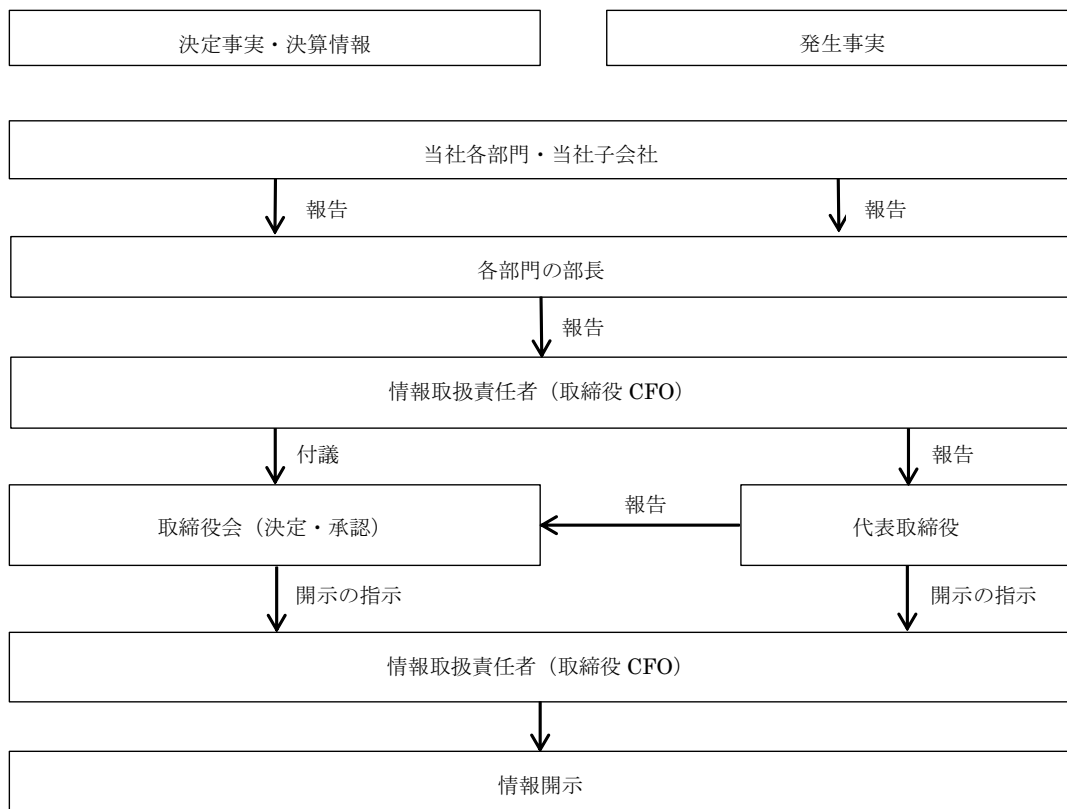 決定事実・決算情報
発生事実
当社各部門・当社子会社
報告
報告
各部門の部長
報告
情報取扱責任者（取締役 CFO）
付議
報告
取締役会（決定・承認）
報告
代表取締役
開示の指示
開示の指示
情報取扱責任者（取締役 CFO）
情報開示